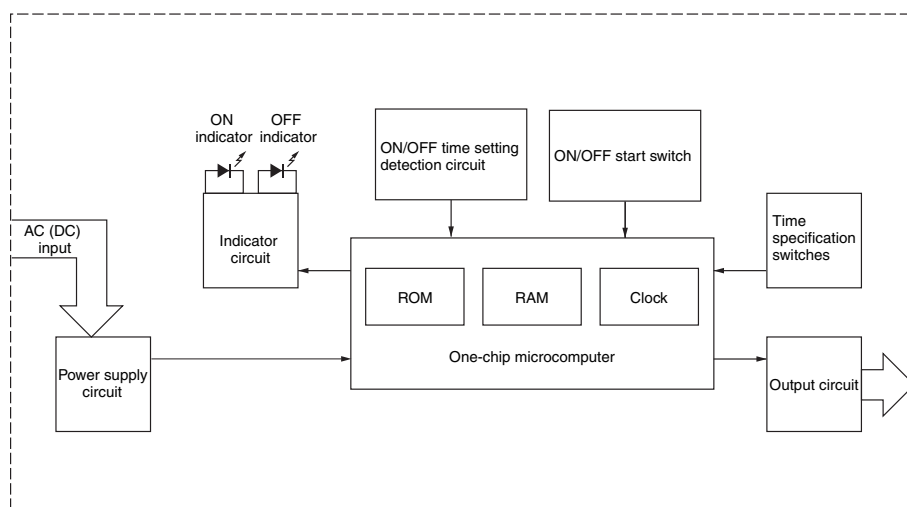 ON
indicator
OFF
indicator
ON/OFF time setting
detection circuit
ON/OFF start switch
AC (DC)
input
Indicator
circuit
Time
specification
switches
ROM
RAM
Clock
One-chip microcomputer
Power supply
circuit
Output circuit